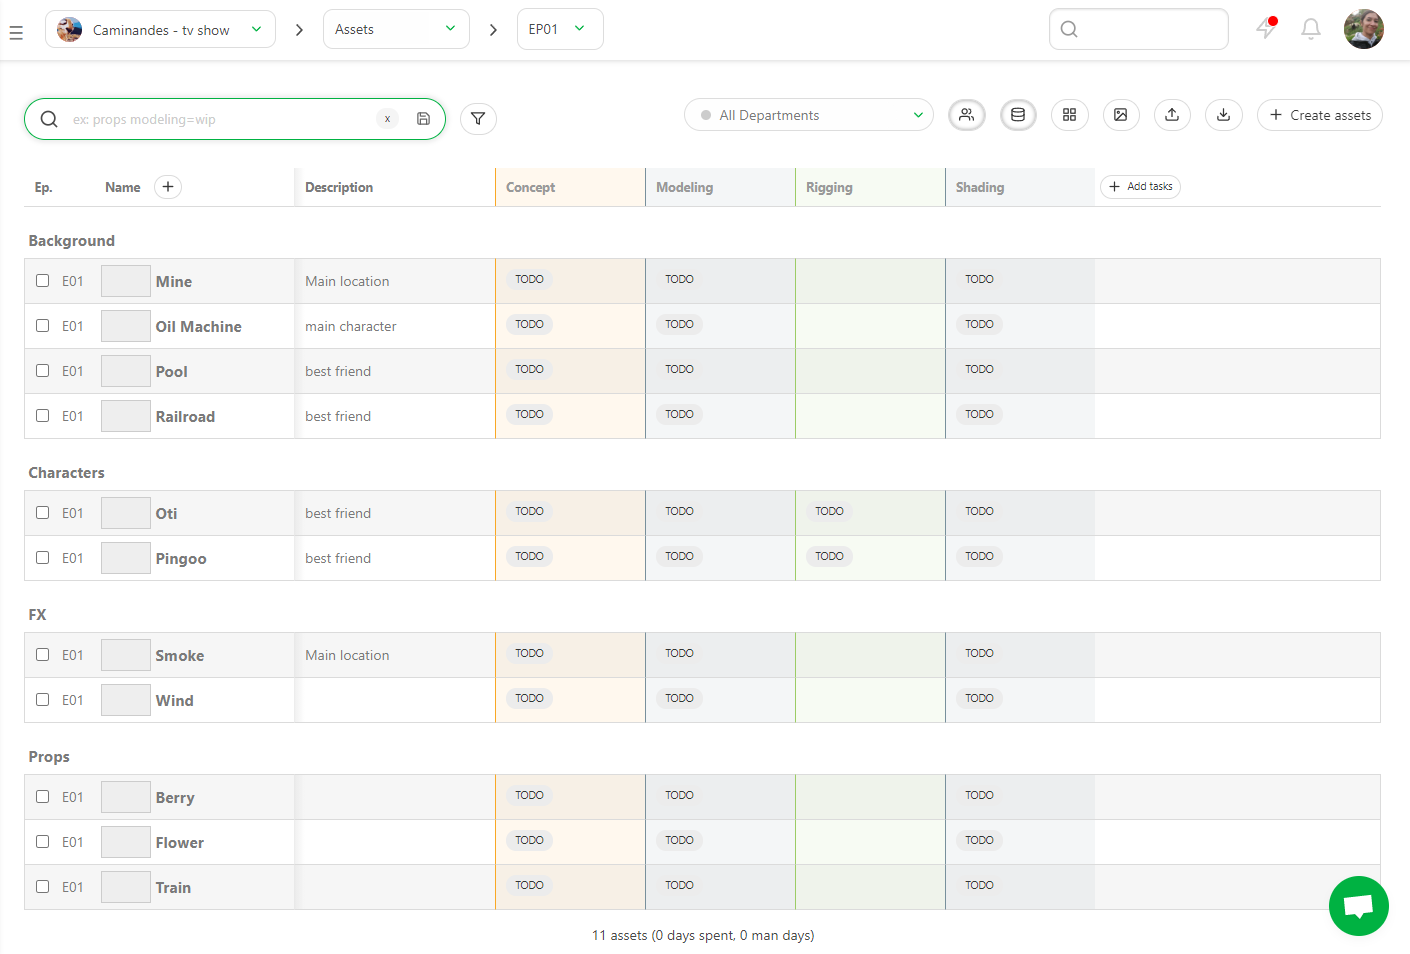 Caminandes - tv show Assets EP01
ex: props modeling=wip x All Departments Create assets
Ep. Name Description Concept Modeling Rigging Shading Add tasks
Background
E01 Mine Main location TODO TODO TODO
E01 Oil Machine main character TODO TODO TODO
E01 Pool best friend TODO TODO TODO
E01 Railroad best friend TODO TODO TODO
Characters
E01 Oti best friend TODO TODO TODO TODO
E01 Pingoo best friend TODO TODO TODO TODO
FX
E01 Smoke Main location TODO TODO TODO
E01 Wind TODO TODO TODO
Props
E01 Berry TODO TODO TODO
E01 Flower TODO TODO TODO
E01 Train TODO TODO TODO
11 assets (0 days spent, 0 man days)